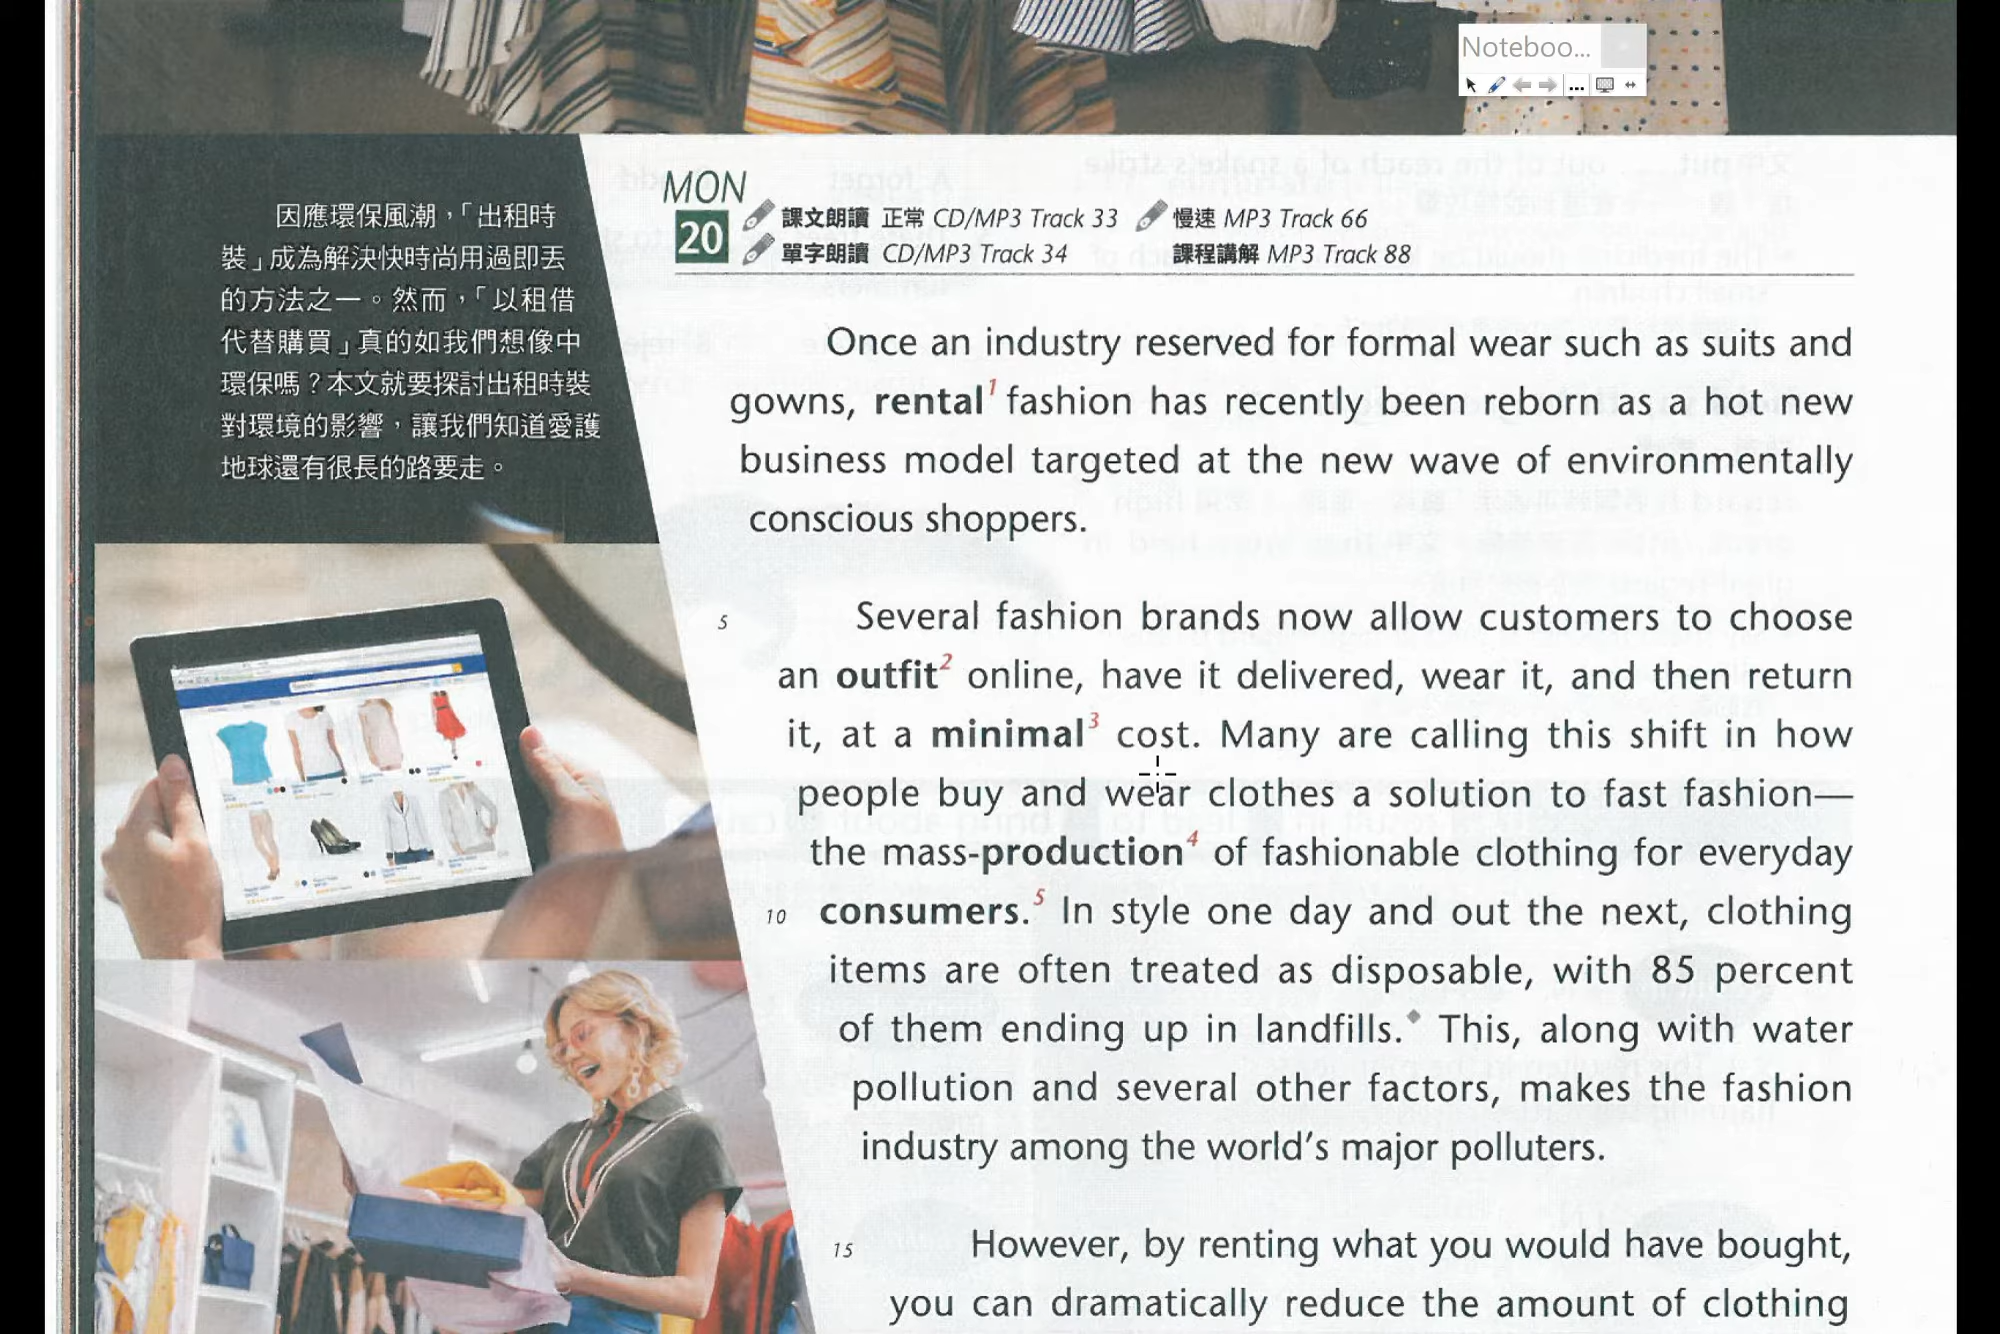 Noteboo...
因應環保風潮，「出租時
裝」成為解決快時尚用過即丟
的方法之一。然而，「以租借
代替購買」真的如我們想像中
環保嗎？本文就要探討出租時裝
對環境的影響，讓我們知道愛護
地球還有很長的路要走。
MON
20
課文朗讀 正常 CD/MP3 Track 33 慢速 MP3 Track 66
單字朗讀 CD/MP3 Track 34 課程講解 MP3 Track 88
Once an industry reserved for formal wear such as suits and
gowns, rental¹ fashion has recently been reborn as a hot new
business model targeted at the new wave of environmentally
conscious shoppers.
5 Several fashion brands now allow customers to choose
an outfit² online, have it delivered, wear it, and then return
it, at a minimal³ cost. Many are calling this shift in how
people buy and wear clothes a solution to fast fashion—
the mass-production⁴ of fashionable clothing for everyday
10 consumers.⁵ In style one day and out the next, clothing
items are often treated as disposable, with 85 percent
of them ending up in landfills.◆ This, along with water
pollution and several other factors, makes the fashion
industry among the world's major polluters.
15 However, by renting what you would have bought,
you can dramatically reduce the amount of clothing